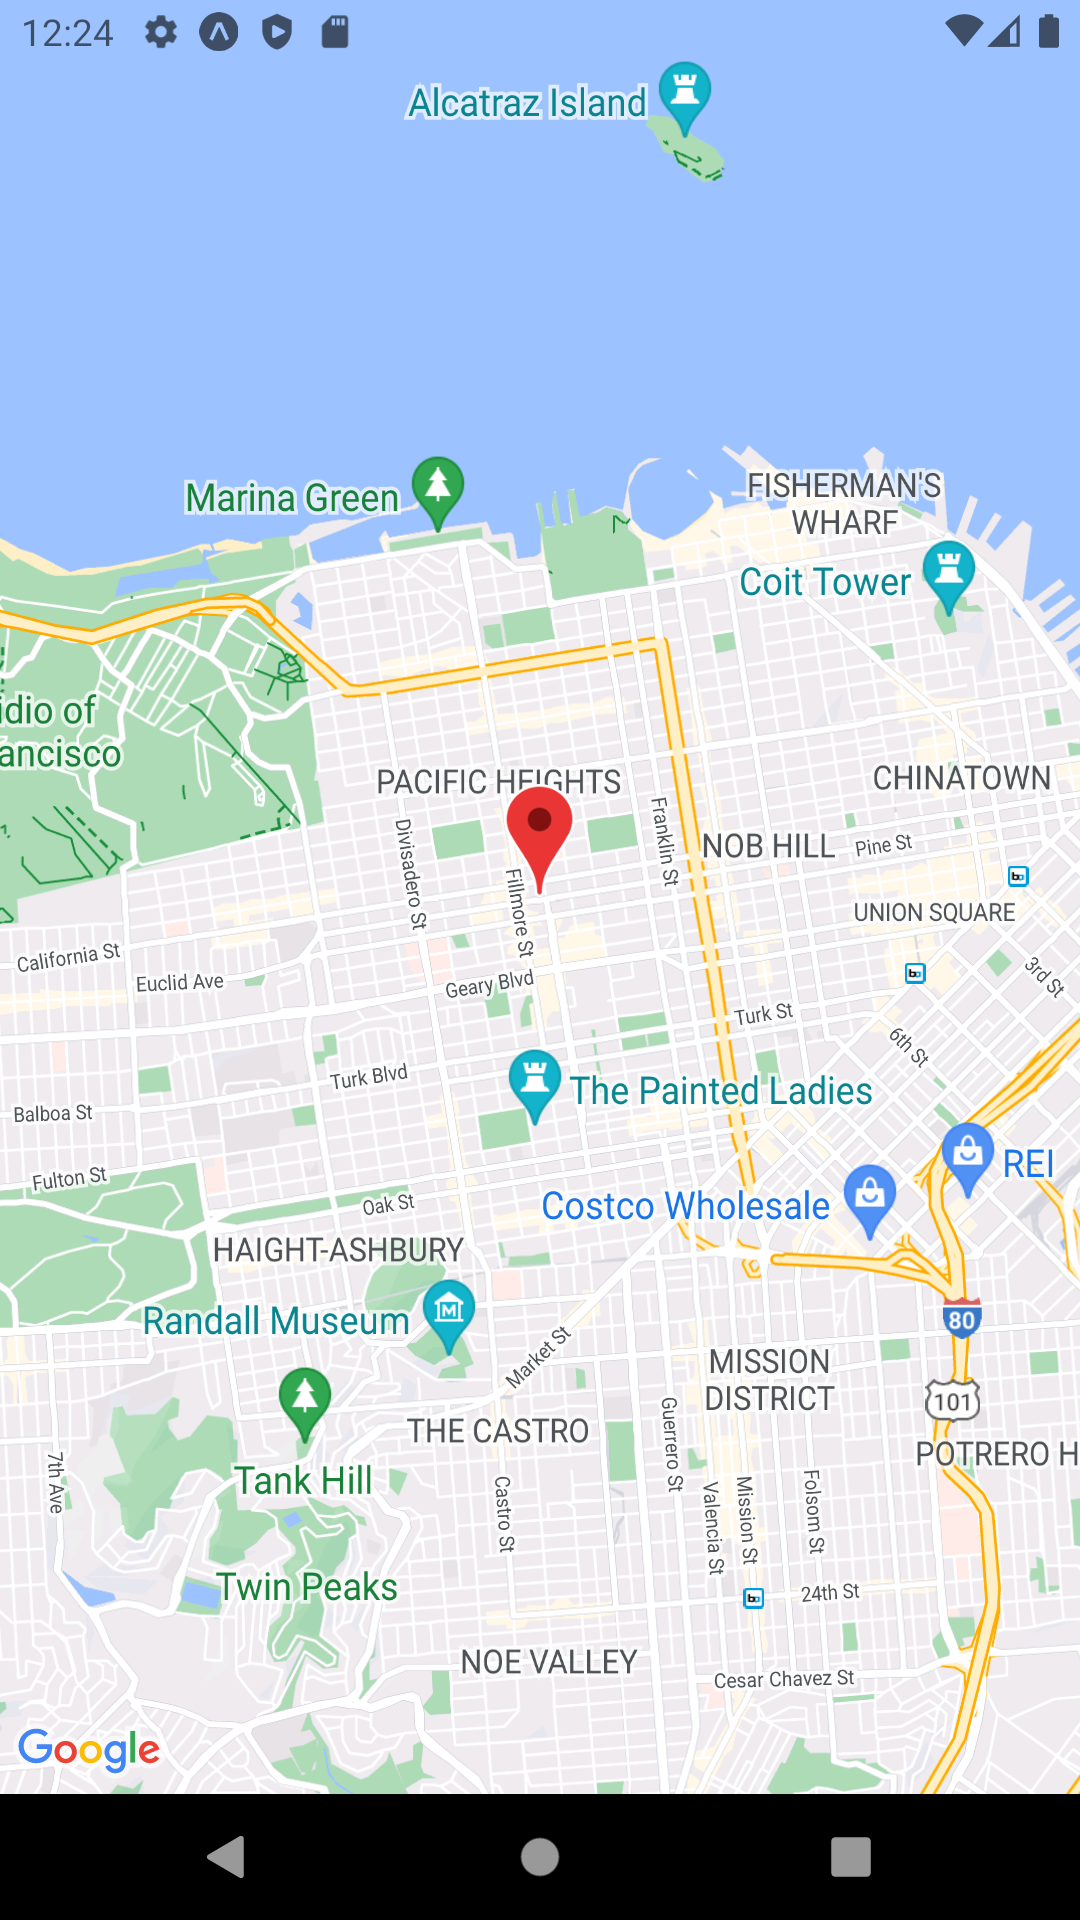 12:24
Alcatraz Island
Marina Green
FISHERMAN'S
WHARF
Coit Tower
idio of
ancisco
PACIFIC HEIGHTS
CHINATOWN
Franklin St
Divisadero St
NOB HILL
Pine St
Fillmore St
UNION SQUARE
California St
Euclid Ave
Geary Blvd
3rd St
Turk St
6th St
Turk Blvd
The Painted Ladies
Balboa St
Fulton St
REI
Oak St
Costco Wholesale
HAIGHT-ASHBURY
Randall Museum
M
80
Market St
MISSION
DISTRICT
101
THE CASTRO
Guerrero St
POTRERO H
7th Ave
Tank Hill
Castro St
Valencia St
Mission St
Folsom St
Twin Peaks
24th St
NOE VALLEY
Cesar Chavez St
Google